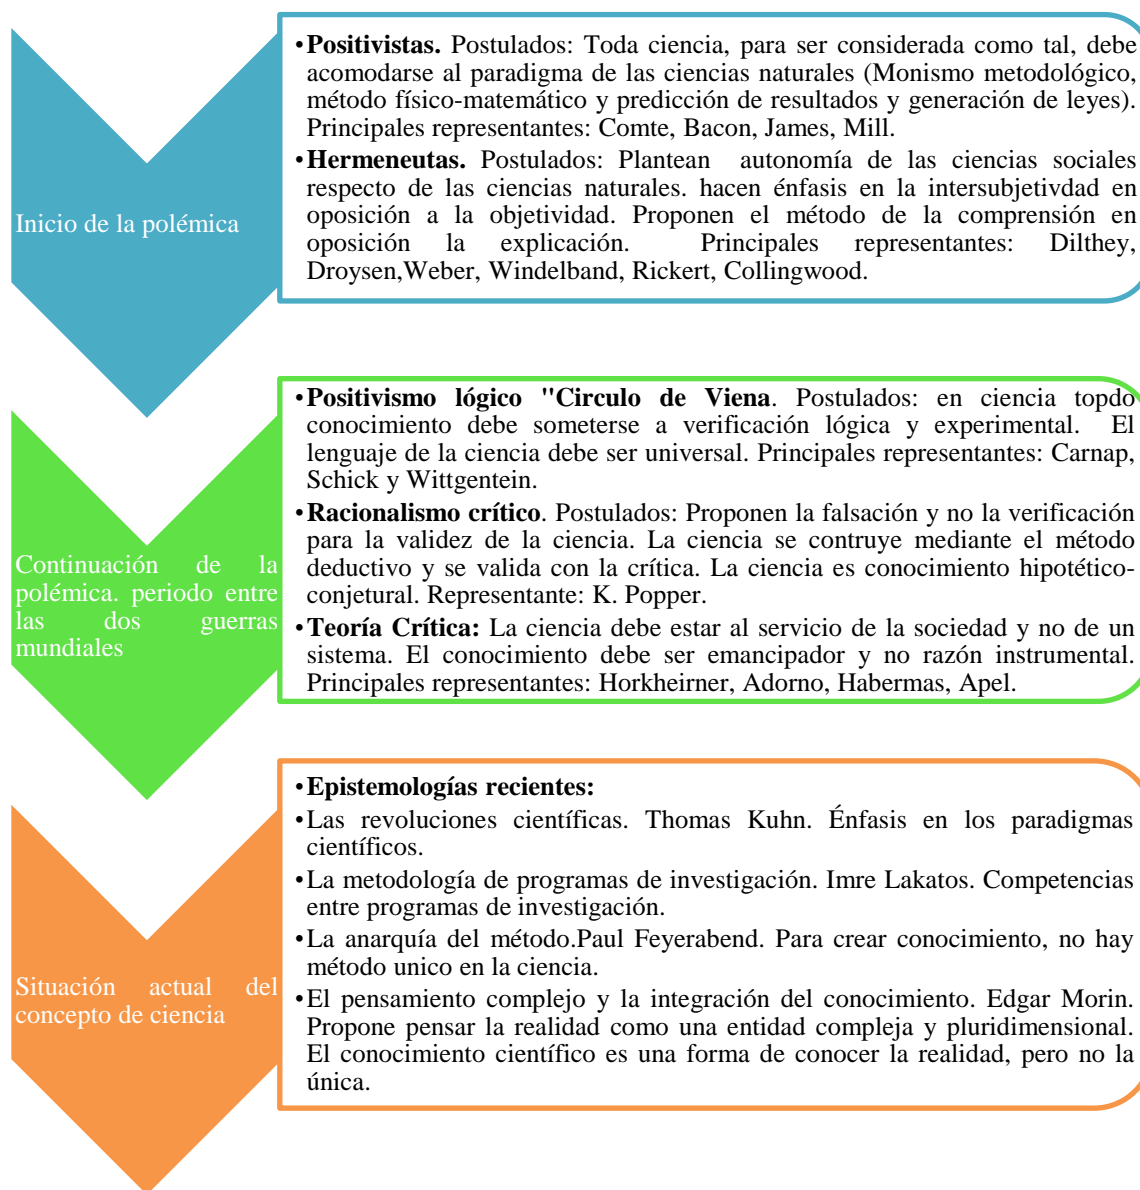 Inicio de la polémica
•Positivistas. Postulados: Toda ciencia, para ser considerada como tal, debe
acomodarse al paradigma de las ciencias naturales (Monismo metodológico,
método físico-matemático y predicción de resultados y generación de leyes).
Principales representantes: Comte, Bacon, James, Mill.
•Hermeneutas. Postulados: Plantean autonomía de las ciencias sociales
respecto de las ciencias naturales. hacen énfasis en la intersubjetivdad en
oposición a la objetividad. Proponen el método de la comprensión en
oposición la explicación. Principales representantes: Dilthey,
Droysen,Weber, Windelband, Rickert, Collingwood.
Continuación de la
polémica. periodo entre
las dos guerras
mundiales
•Positivismo lógico "Circulo de Viena. Postulados: en ciencia topdo
conocimiento debe someterse a verificación lógica y experimental. El
lenguaje de la ciencia debe ser universal. Principales representantes: Carnap,
Schick y Wittgentein.
•Racionalismo crítico. Postulados: Proponen la falsación y no la verificación
para la validez de la ciencia. La ciencia se contruye mediante el método
deductivo y se valida con la crítica. La ciencia es conocimiento hipotético-
conjetural. Representante: K. Popper.
•Teoría Crítica: La ciencia debe estar al servicio de la sociedad y no de un
sistema. El conocimiento debe ser emancipador y no razón instrumental.
Principales representantes: Horkheirner, Adorno, Habermas, Apel.
Situación actual del
concepto de ciencia
•Epistemologías recientes:
•Las revoluciones científicas. Thomas Kuhn. Énfasis en los paradigmas
científicos.
•La metodología de programas de investigación. Imre Lakatos. Competencias
entre programas de investigación.
•La anarquía del método.Paul Feyerabend. Para crear conocimiento, no hay
método unico en la ciencia.
•El pensamiento complejo y la integración del conocimiento. Edgar Morin.
Propone pensar la realidad como una entidad compleja y pluridimensional.
El conocimiento científico es una forma de conocer la realidad, pero no la
única.